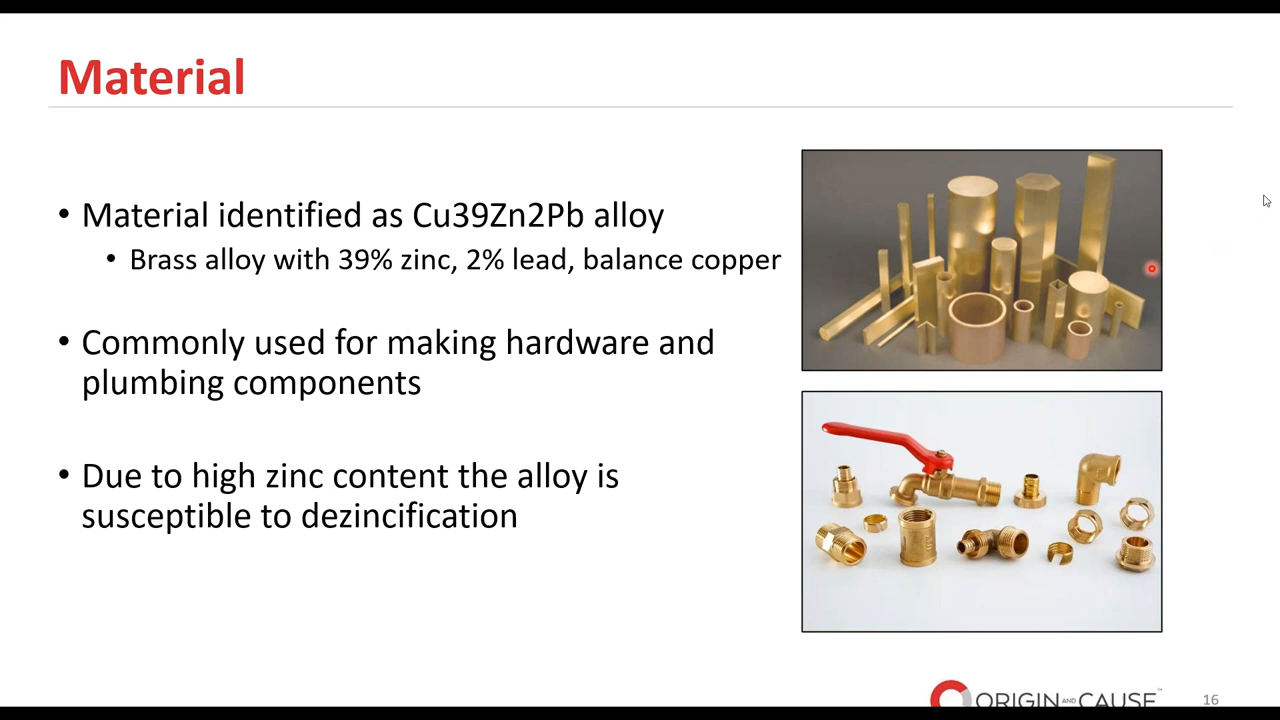 Material
• Material identified as Cu39Zn2Pb alloy
• Brass alloy with 39% zinc, 2% lead, balance copper
• Commonly used for making hardware and
plumbing components
• Due to high zinc content the alloy is
susceptible to dezincification
ORIGIN AND CAUSE™
16